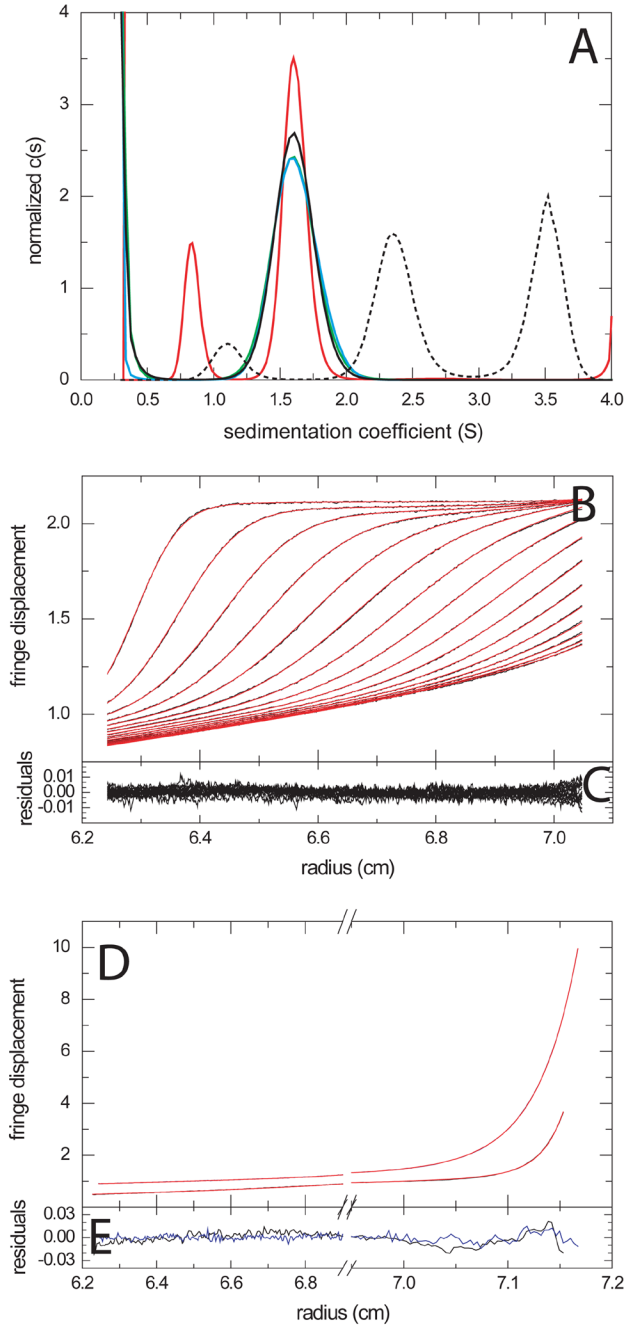 A
4
3
2
1
0
normalized c(s)
0.0 0.5 1.0 1.5 2.0 2.5 3.0 3.5 4.0
sedimentation coefficient (S)
B
2.0
1.5
1.0
fringe displacement
C
0.01
0.00
-0.01
residuals
6.2 6.4 6.6 6.8 7.0
radius (cm)
D
10
8
6
4
2
fringe displacement
E
0.03
0.00
-0.03
residuals
6.2 6.4 6.6 6.8 7.0 7.1 7.2
radius (cm)